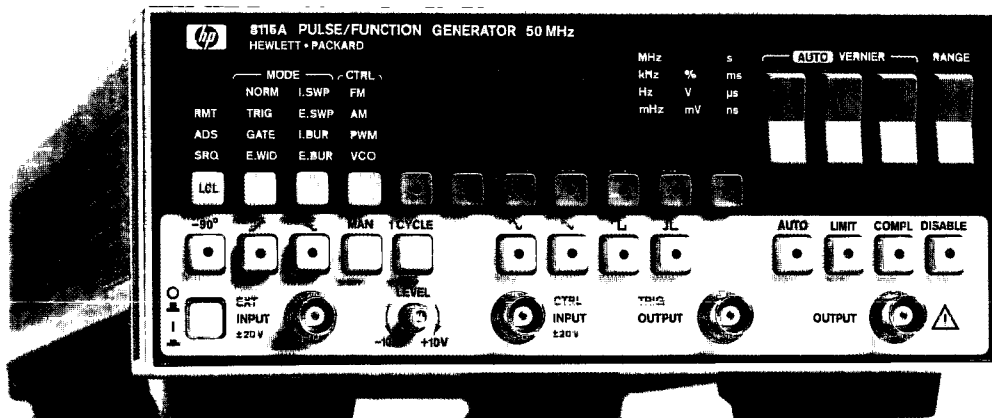 hp 8116A PULSE/FUNCTION GENERATOR 50 MHz
HEWLETT • PACKARD
MODE CTRL
NORM I.SWP FM
RMT TRIG E.SWP AM
ADS GATE I.BUR PWM
SRQ E.WID E.BUR VCO
MHz s
kHz % ms
Hz V µs
mHz mV ns
AUTO VERNIER RANGE
LCL
-90° MAN 1 CYCLE
AUTO LIMIT COMPL DISABLE
EXT
INPUT
±20V
LEVEL
+10V
CTRL
INPUT
±20V
TRIG
OUTPUT
OUTPUT